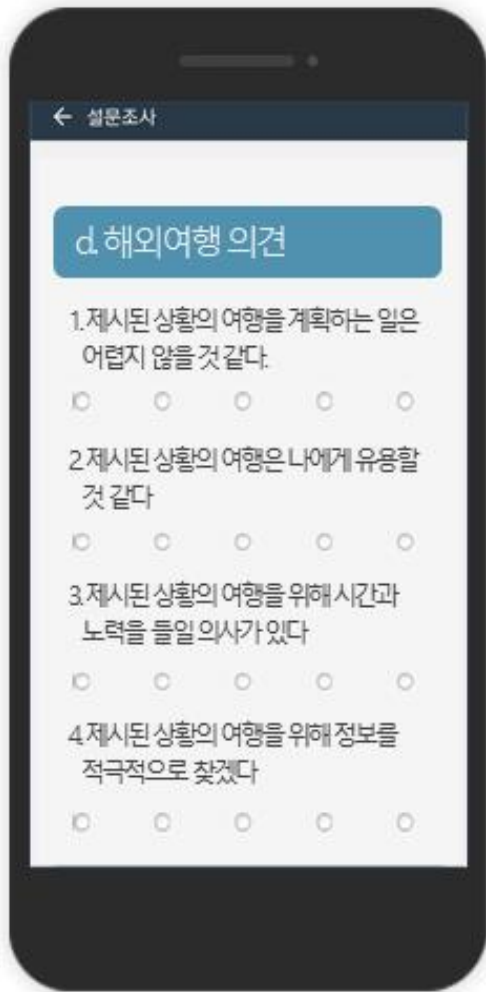 ← 설문조사
d.해외여행 의견
1.제시된 상황의 여행을 계획하는 일은
어렵지 않을 것 같다.
2.제시된 상황의 여행은 나에게 유용할
것 같다
3.제시된 상황의 여행을 위해 시간과
노력을 들일 의사가 있다
4.제시된 상황의 여행을 위해 정보를
적극적으로 찾겠다